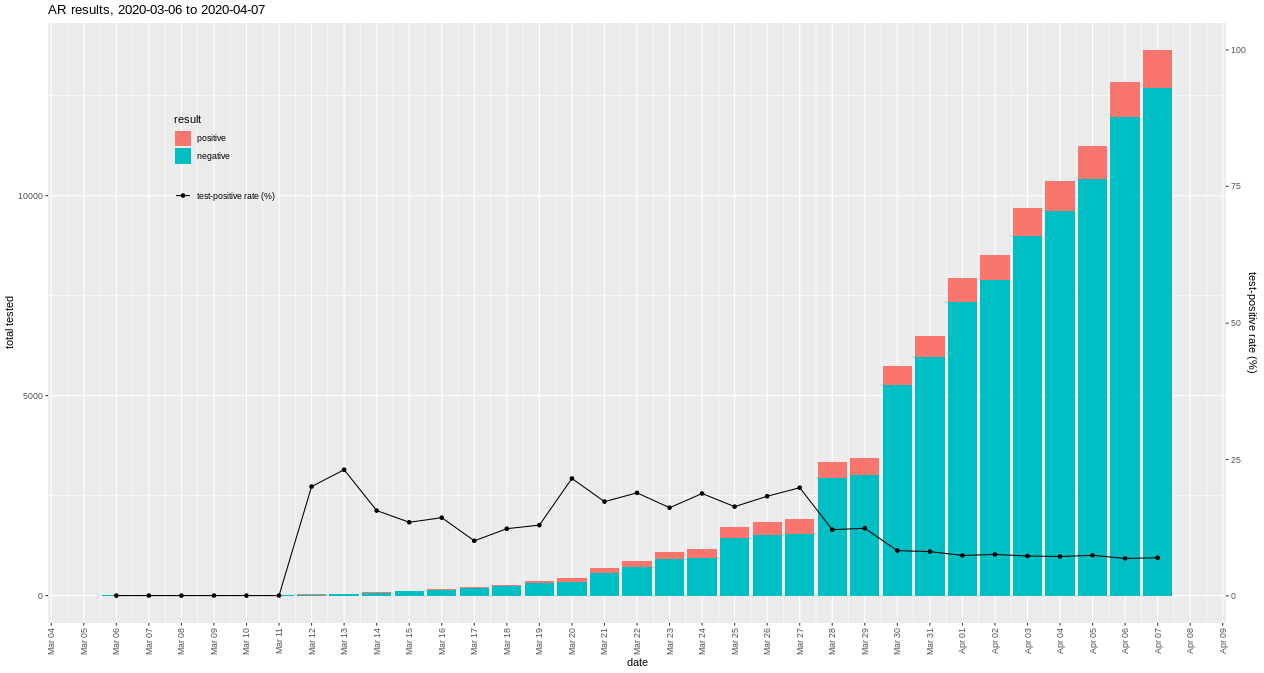 AR results, 2020-03-06 to 2020-04-07
result
positive
negative
test-positive rate (%)
total tested
10000
5000
0
100
75
50
25
0
test-positive rate (%)
Mar 04
Mar 05
Mar 06
Mar 07
Mar 08
Mar 09
Mar 10
Mar 11
Mar 12
Mar 13
Mar 14
Mar 15
Mar 16
Mar 17
Mar 18
Mar 19
Mar 20
Mar 21
Mar 22
Mar 23
Mar 24
Mar 25
Mar 26
Mar 27
Mar 28
Mar 29
Mar 30
Mar 31
Apr 01
Apr 02
Apr 03
Apr 04
Apr 05
Apr 06
Apr 07
Apr 08
Apr 09
date